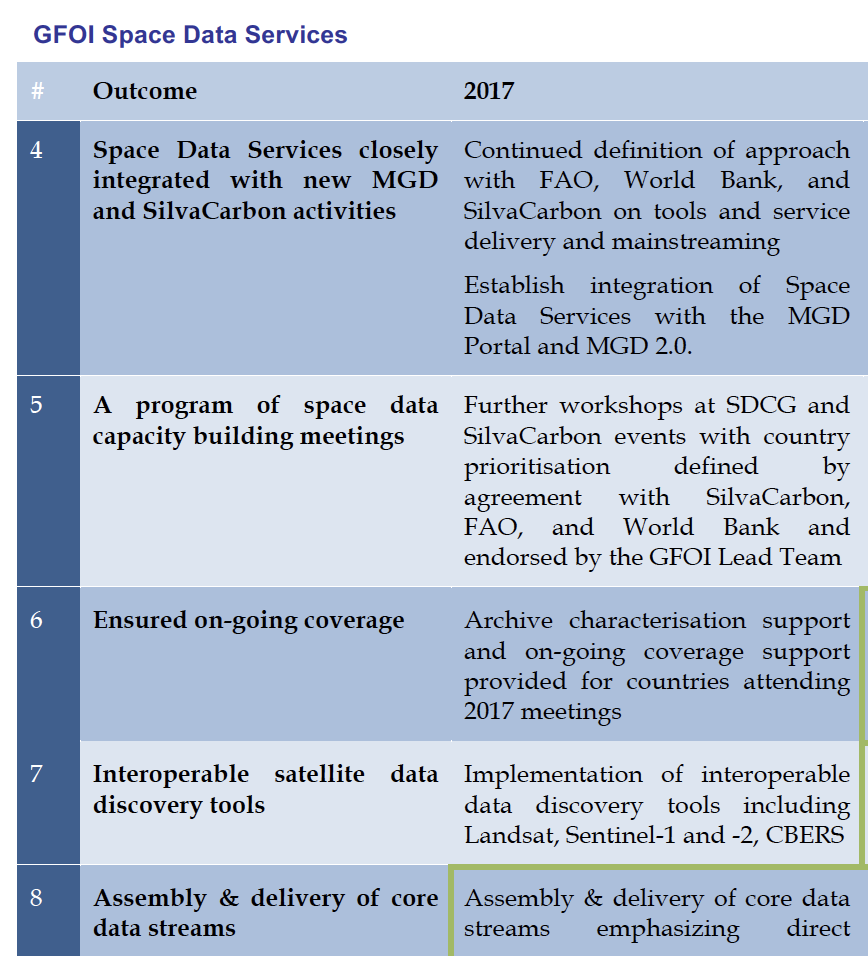 GFOI Space Data Services
# Outcome 2017
4 Space Data Services closely
integrated with new MGD
and SilvaCarbon activities
Continued definition of approach
with FAO, World Bank, and
SilvaCarbon on tools and service
delivery and mainstreaming
Establish integration of Space
Data Services with the MGD
Portal and MGD 2.0.
5 A program of space data
capacity building meetings
Further workshops at SDCG and
SilvaCarbon events with country
prioritisation defined by
agreement with SilvaCarbon,
FAO, and World Bank and
endorsed by the GFOI Lead Team
6 Ensured on-going coverage
Archive characterisation support
and on-going coverage support
provided for countries attending
2017 meetings
7 Interoperable satellite data
discovery tools
Implementation of interoperable
data discovery tools including
Landsat, Sentinel-1 and -2, CBERS
8 Assembly & delivery of core
data streams
Assembly & delivery of core data
streams emphasizing direct